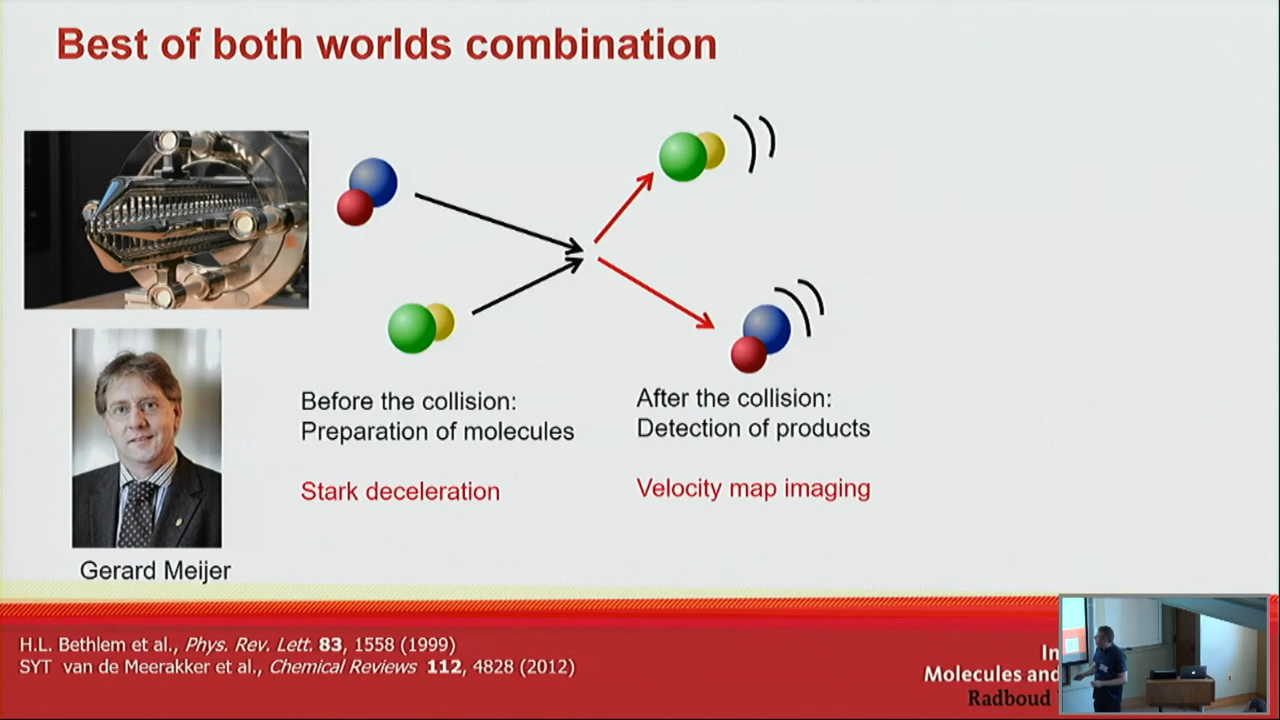 Best of both worlds combination
Before the collision:
Preparation of molecules
Stark deceleration
After the collision:
Detection of products
Velocity map imaging
Gerard Meijer
H.L. Bethlem et al., Phys. Rev. Lett. 83, 1558 (1999)
SYT van de Meerakker et al., Chemical Reviews 112, 4828 (2012)
In
Molecules and
Radboud